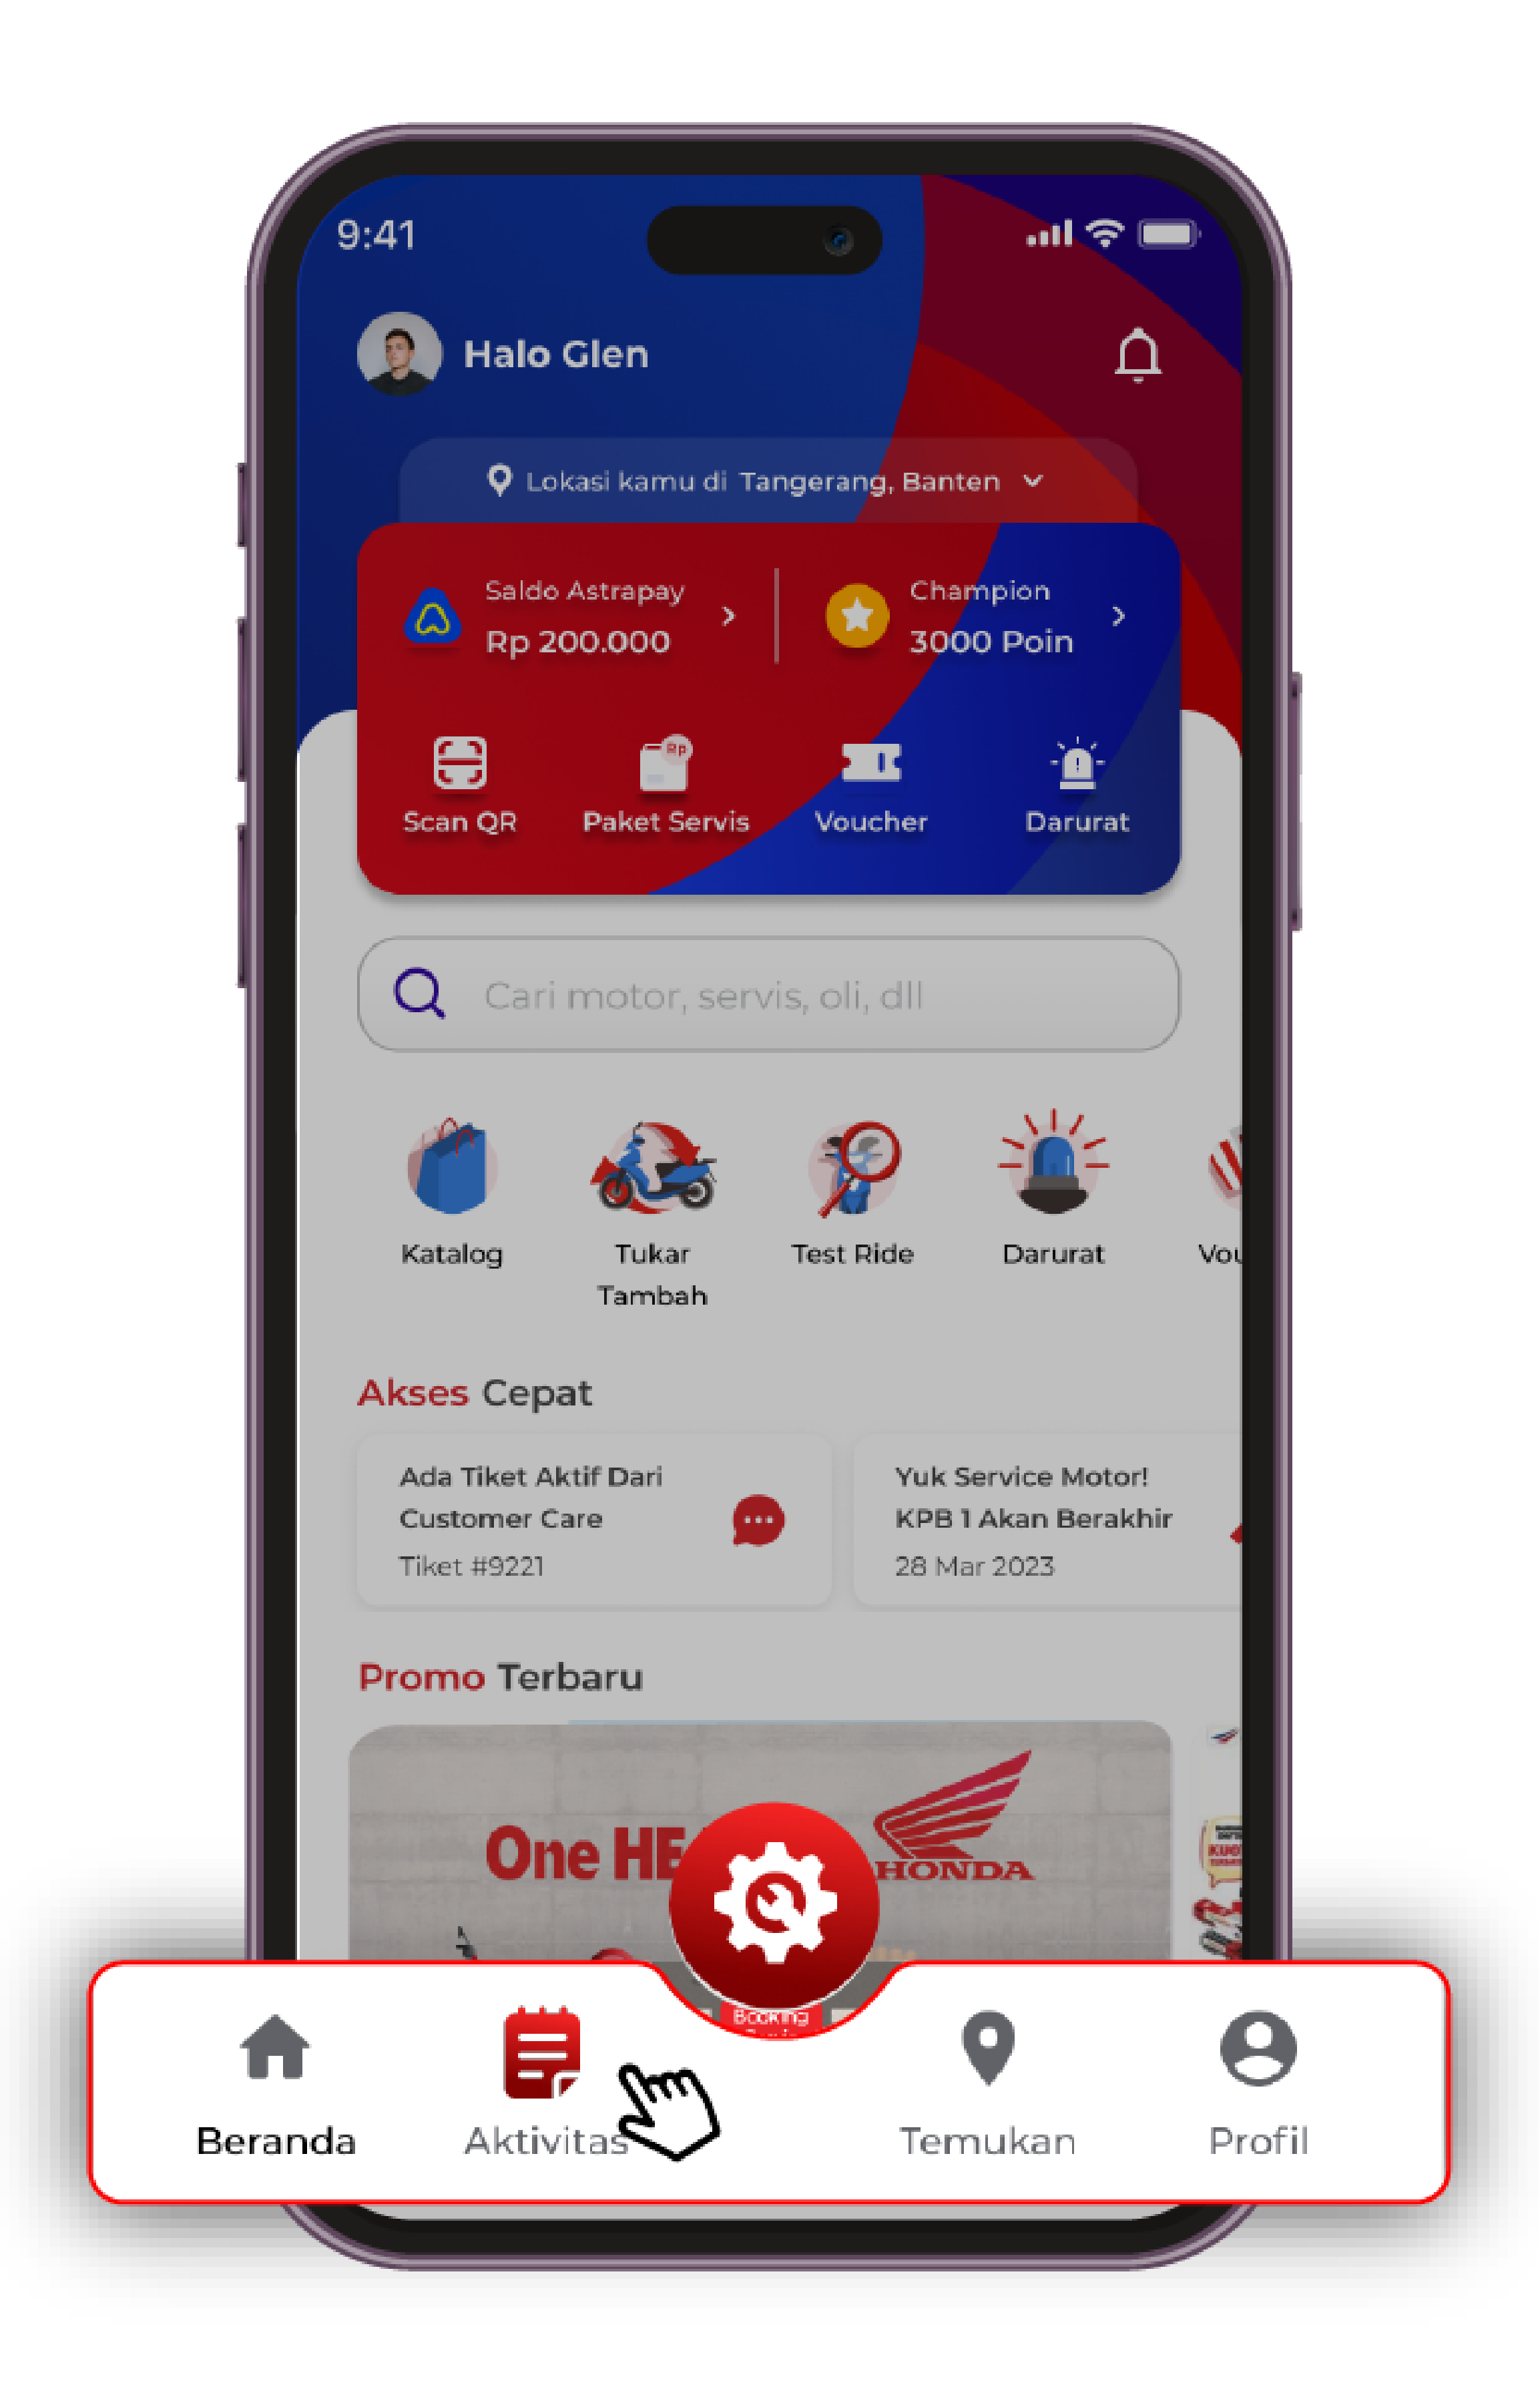 9:41
Halo Glen
Lokasi kamu di Tangerang, Banten
Saldo Astrapay
Rp 200.000
Champion
3000 Poin
Rp
Scan QR
Paket Servis
Voucher
Darurat
Cari motor, servis, oli, dll
Katalog
Tukar
Tambah
Test Ride
Darurat
Vou
Akses Cepat
Ada Tiket Aktif Dari
Customer Care
Tiket #9221
Yuk Service Motor!
KPB 1 Akan Berakhir
28 Mar 2023
Promo Terbaru
One HE
HONDA
Booking
Beranda
Aktivitas
Temukan
Profil